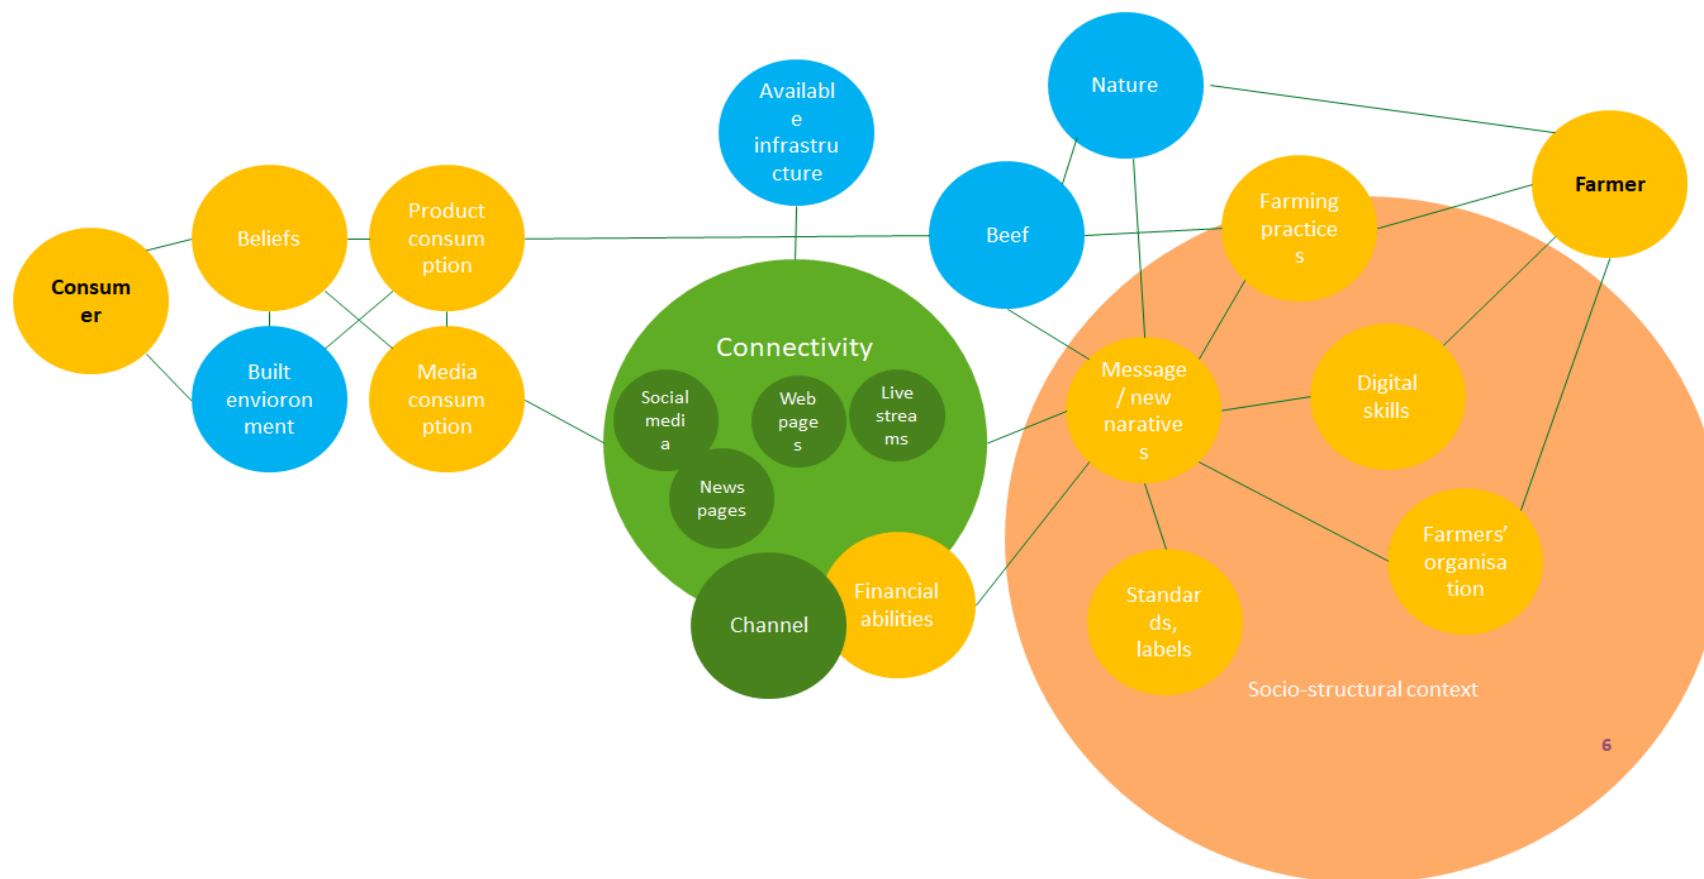 Nature
Availabl
e
infrastru
cture
Farmer
Farming
practice
s
Product
consum
ption
Beliefs
Beef
Consum
er
Connectivity
Built
envioron
ment
Media
consum
ption
Social
medi
a
Web
page
s
Live
strea
ms
Message
/ new
narative
s
Digital
skills
News
pages
Farmers’
organisa
tion
Financial
abilities
Channel
Standar
ds,
labels
Socio-structural context
6